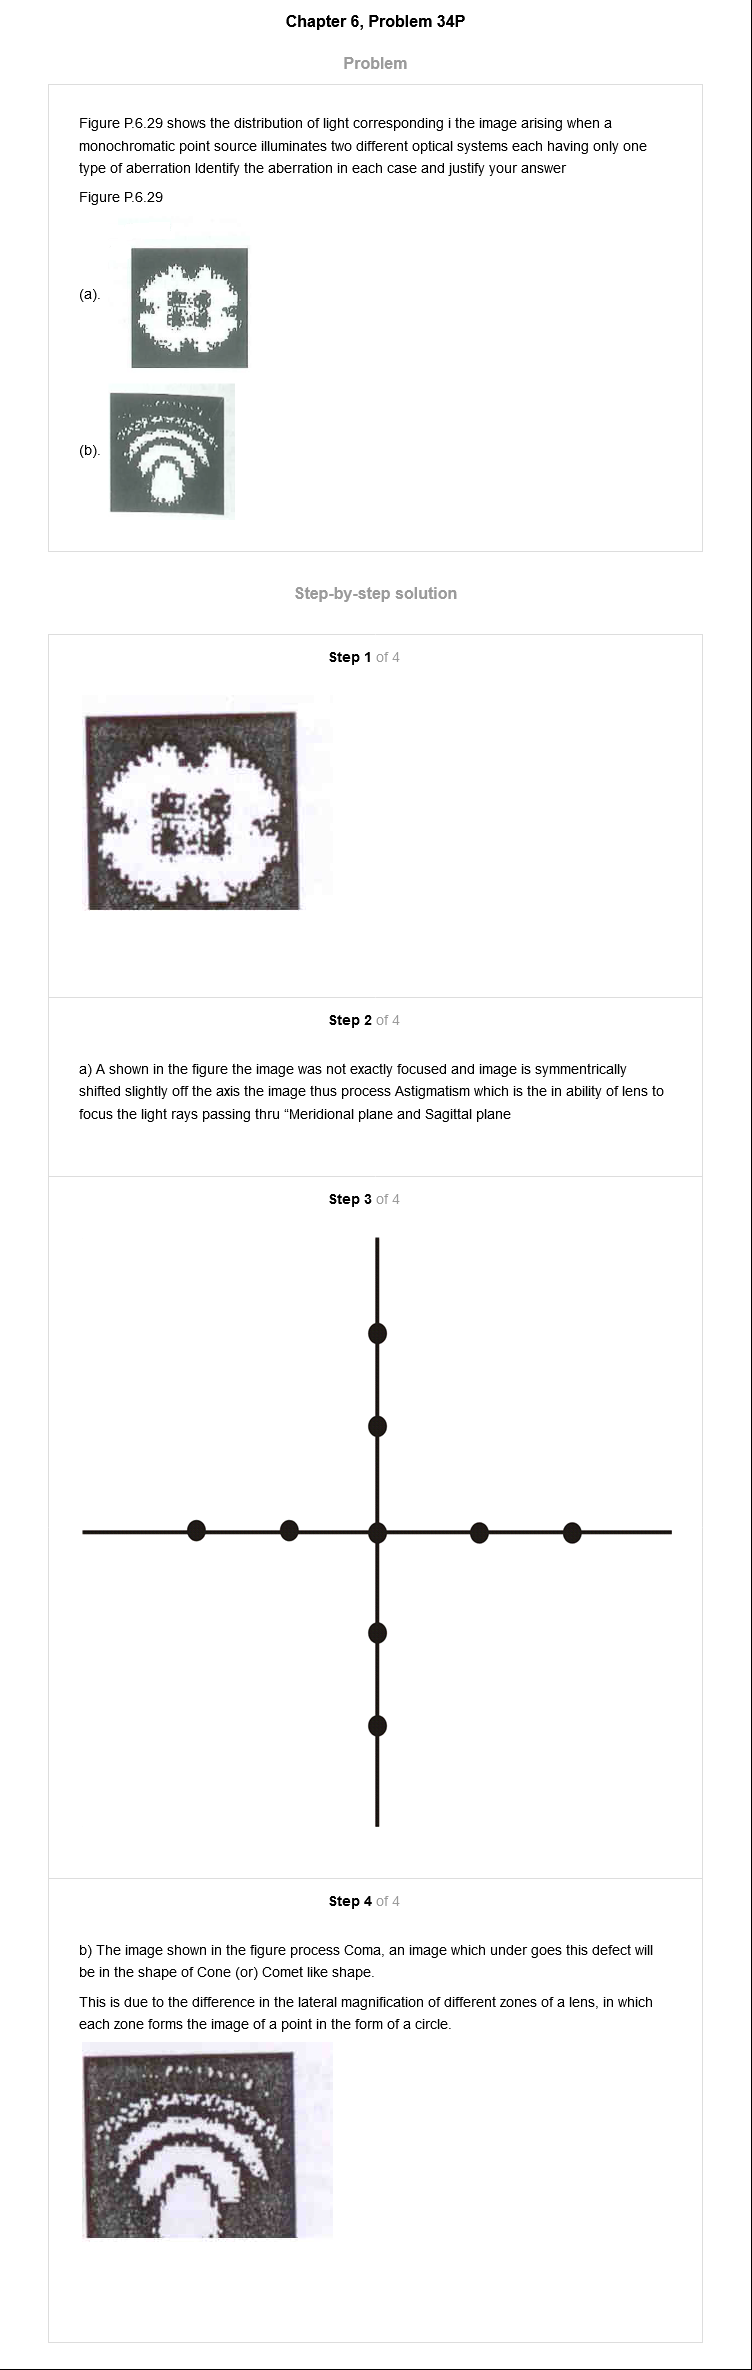 Chapter 6, Problem 34P
Problem
Figure P.6.29 shows the distribution of light corresponding i the image arising when a
monochromatic point source illuminates two different optical systems each having only one
type of aberration Identify the aberration in each case and justify your answer
Figure P.6.29
(a).
(b).
Step-by-step solution
Step 1 of 4
Step 2 of 4
a) A shown in the figure the image was not exactly focused and image is symmentrically
shifted slightly off the axis the image thus process Astigmatism which is the in ability of lens to
focus the light rays passing thru “Meridional plane and Sagittal plane
Step 3 of 4
Step 4 of 4
b) The image shown in the figure process Coma, an image which under goes this defect will
be in the shape of Cone (or) Comet like shape.
This is due to the difference in the lateral magnification of different zones of a lens, in which
each zone forms the image of a point in the form of a circle.